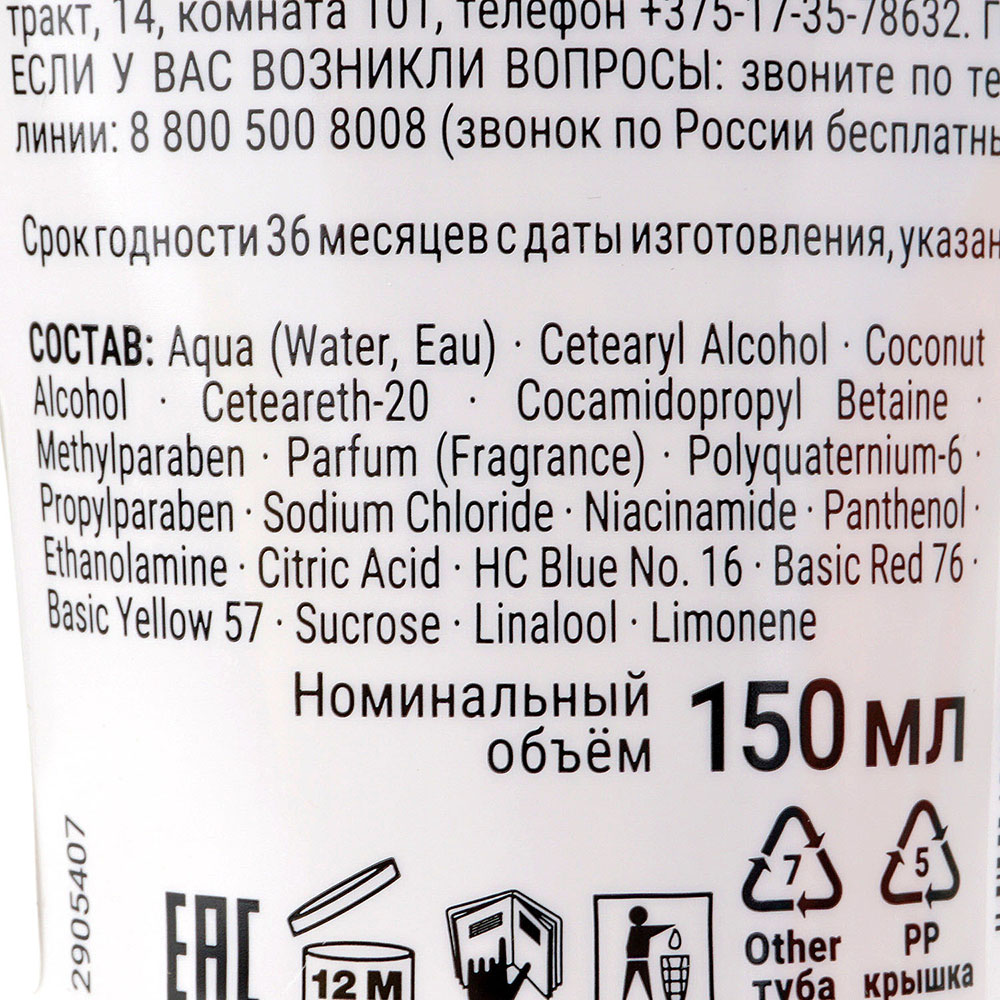 тракт, 14, комната 101, телефон +375-17-35-78632.
ЕСЛИ У ВАС ВОЗНИКЛИ ВОПРОСЫ: звоните по
линии: 8 800 500 8008 (звонок по России
Срок годности 36 месяцев с даты изготовления,
СОСТАВ: Aqua (Water, Eau) · Cetearyl Alcohol · Coconut
Alcohol · Ceteareth-20 · Cocamidopropyl Betaine ·
Methylparaben · Parfum (Fragrance) · Polyquaternium-6 ·
Propylparaben · Sodium Chloride · Niacinamide · Panthenol ·
Ethanolamine · Citric Acid · HC Blue No. 16 · Basic Red 76 ·
Basic Yellow 57 · Sucrose · Linalool · Limonene
Номинальный
объём
150 мл
2905407
EAC
12 M
7
Other
туба
5
PP
крышка